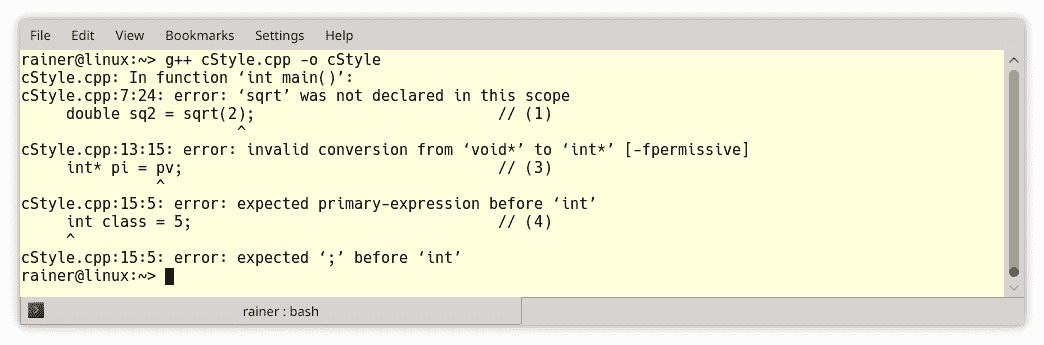 File Edit View Bookmarks Settings Help
rainer@linux:~> g++ cStyle.cpp -o cStyle
cStyle.cpp: In function ‘int main()’:
cStyle.cpp:7:24: error: ‘sqrt’ was not declared in this scope
     double sq2 = sqrt(2);                           // (1)
                        ^
cStyle.cpp:13:15: error: invalid conversion from ‘void*’ to ‘int*’ [-fpermissive]
     int* pi = pv;                                   // (3)
               ^
cStyle.cpp:15:5: error: expected primary-expression before ‘int’
     int class = 5;                                  // (4)
     ^
cStyle.cpp:15:5: error: expected ‘;’ before ‘int’
rainer@linux:~>
rainer : bash